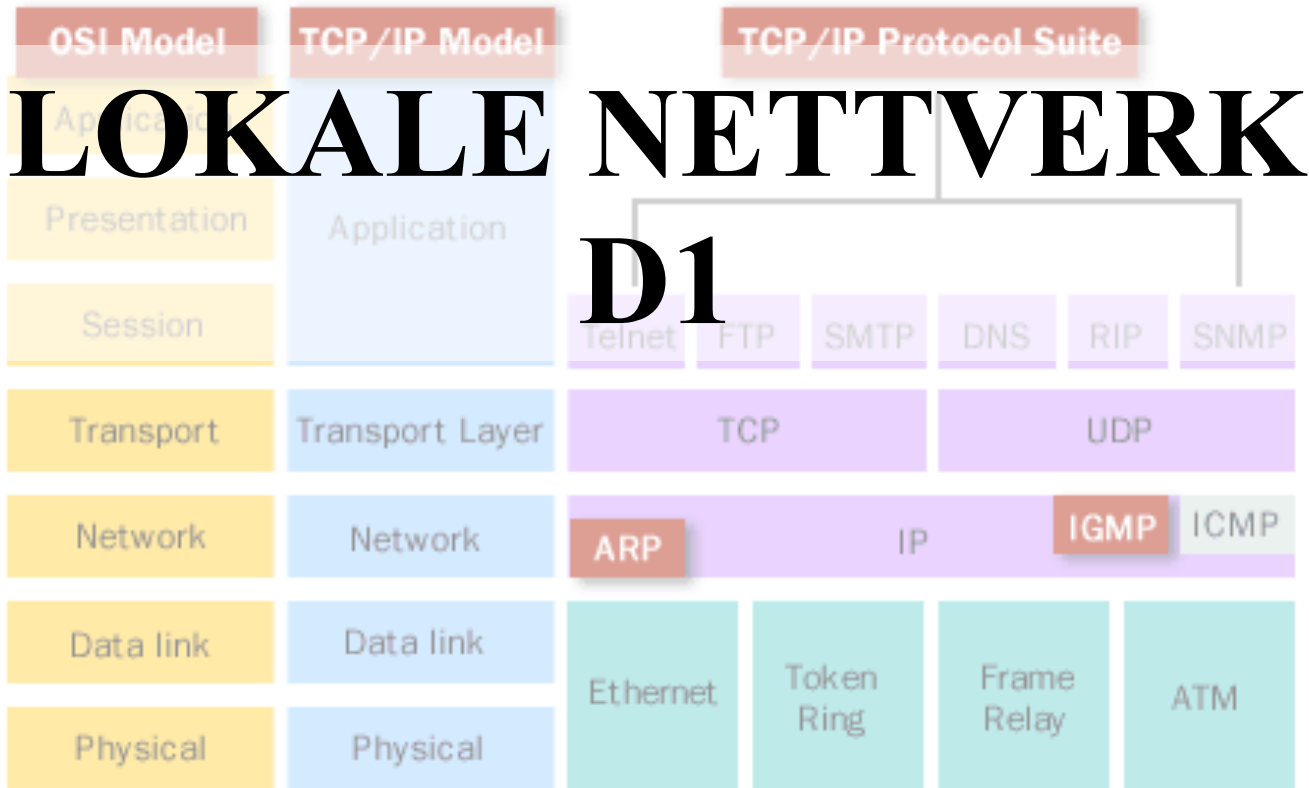 OSI Model TCP/IP Model TCP/IP Protocol Suite
LOKALE NETTVERK
D1
Application
Presentation Application
Session
Telnet FTP SMTP DNS RIP SNMP
Transport Transport Layer TCP UDP
Network Network ARP IP IGMP ICMP
Data link Data link
Ethernet Token Ring Frame Relay ATM
Physical Physical